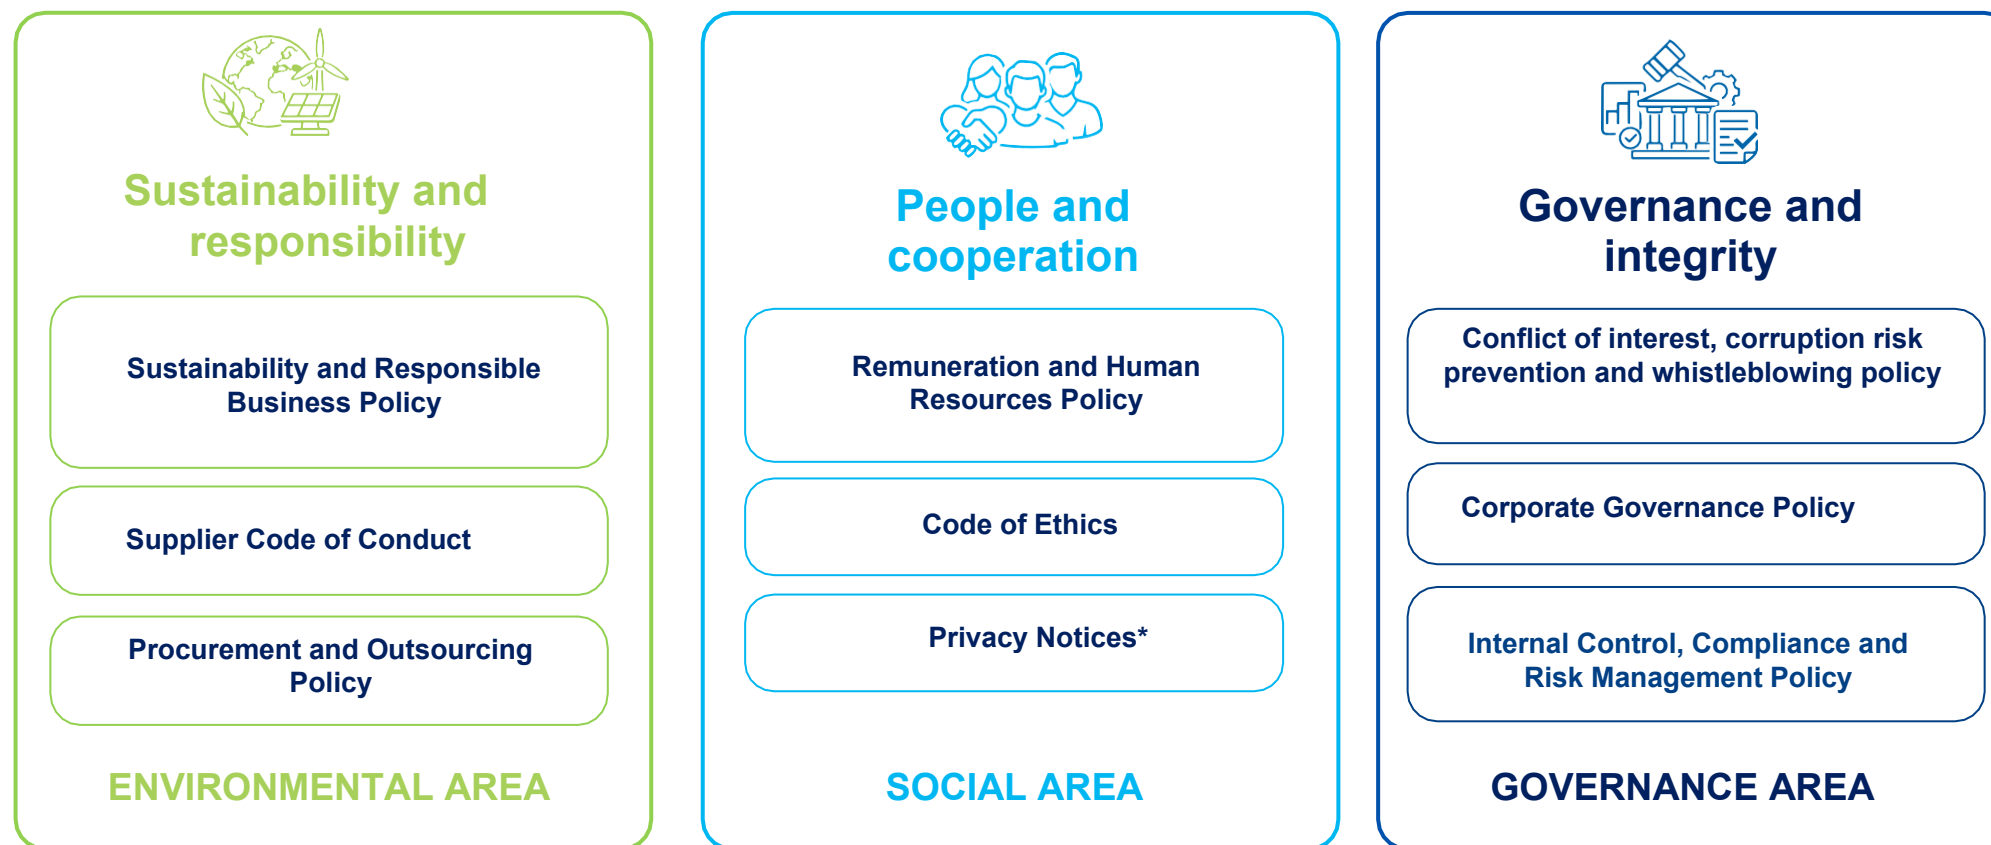 Sustainability and
responsibility
Sustainability and Responsible
Business Policy
Supplier Code of Conduct
Procurement and Outsourcing
Policy
ENVIRONMENTAL AREA
People and
cooperation
Remuneration and Human
Resources Policy
Code of Ethics
Privacy Notices*
SOCIAL AREA
Governance and
integrity
Conflict of interest, corruption risk
prevention and whistleblowing policy
Corporate Governance Policy
Internal Control, Compliance and
Risk Management Policy
GOVERNANCE AREA